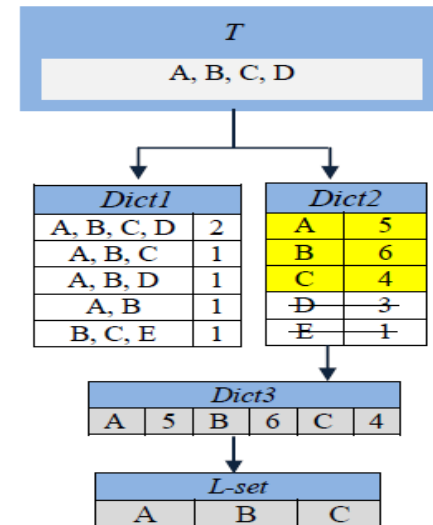 T
A, B, C, D
Dict1
A, B, C, D 2
A, B, C 1
A, B, D 1
A, B 1
B, C, E 1
Dict2
A 5
B 6
C 4
D 3
E 1
Dict3
A 5 B 6 C 4
L-set
A B C